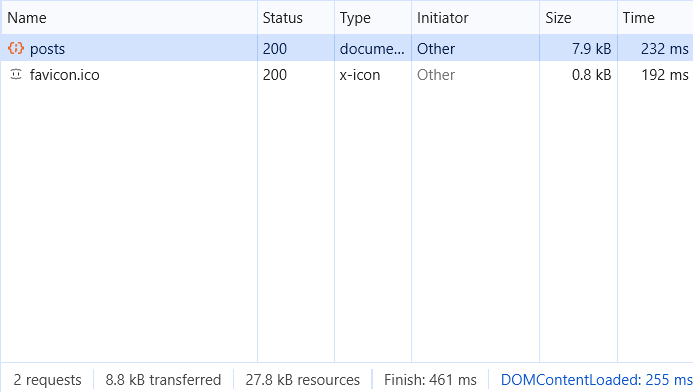 Name Status Type Initiator Size Time
posts 200 docume... Other 7.9 kB 232 ms
favicon.ico 200 x-icon Other 0.8 kB 192 ms
2 requests 8.8 kB transferred 27.8 kB resources Finish: 461 ms DOMContentLoaded: 255 ms